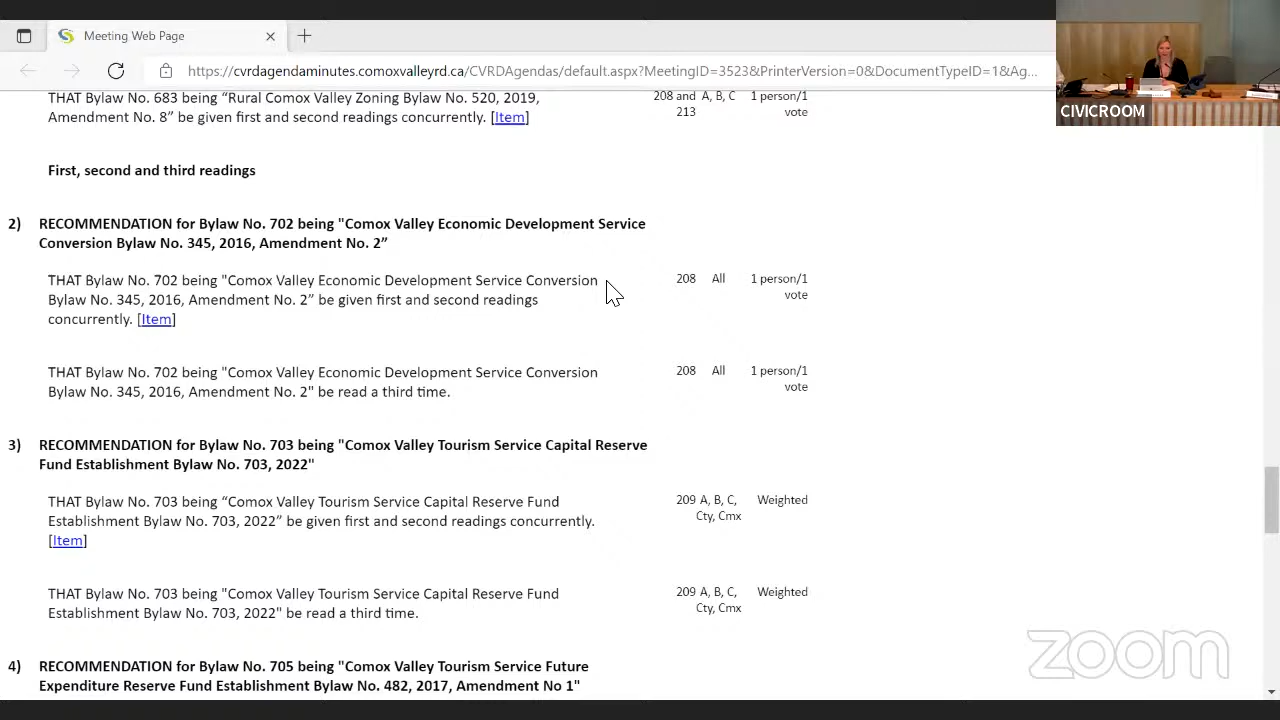 Meeting Web Page
https://cvrdagendaminutes.comoxvalleyrd.ca/CVRDAgendas/default.aspx?MeetingID=3523&PrinterVersion=0&DocumentTypeID=1&Ag...
CIVICROOM
THAT Bylaw No. 683 being “Rural Comox Valley Zoning Bylaw No. 520, 2019, 208 and A, B, C 1 person/1
Amendment No. 8” be given first and second readings concurrently. [Item] 213 vote
First, second and third readings
2) RECOMMENDATION for Bylaw No. 702 being "Comox Valley Economic Development Service
Conversion Bylaw No. 345, 2016, Amendment No. 2”
THAT Bylaw No. 702 being "Comox Valley Economic Development Service Conversion 208 All 1 person/1
Bylaw No. 345, 2016, Amendment No. 2” be given first and second readings vote
concurrently. [Item]
THAT Bylaw No. 702 being "Comox Valley Economic Development Service Conversion 208 All 1 person/1
Bylaw No. 345, 2016, Amendment No. 2" be read a third time. vote
3) RECOMMENDATION for Bylaw No. 703 being "Comox Valley Tourism Service Capital Reserve
Fund Establishment Bylaw No. 703, 2022"
THAT Bylaw No. 703 being “Comox Valley Tourism Service Capital Reserve Fund 209 A, B, C, Weighted
Establishment Bylaw No. 703, 2022” be given first and second readings concurrently. Cty, Cmx
[Item]
THAT Bylaw No. 703 being "Comox Valley Tourism Service Capital Reserve Fund 209 A, B, C, Weighted
Establishment Bylaw No. 703, 2022" be read a third time. Cty, Cmx
4) RECOMMENDATION for Bylaw No. 705 being "Comox Valley Tourism Service Future
Expenditure Reserve Fund Establishment Bylaw No. 482, 2017, Amendment No 1"
zoom